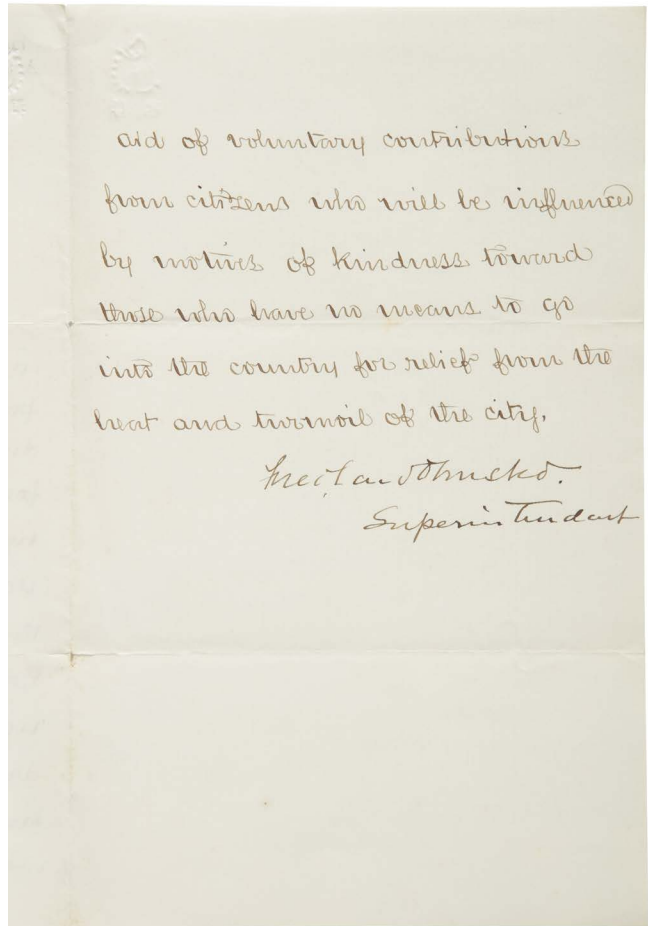 aid of voluntary contributions
from citizens who will be influenced
by motives of kindness toward
those who have no means to go
into the country for relief from the
heat and turmoil of the city.
Fred. Law Olmsted.
Superintendent